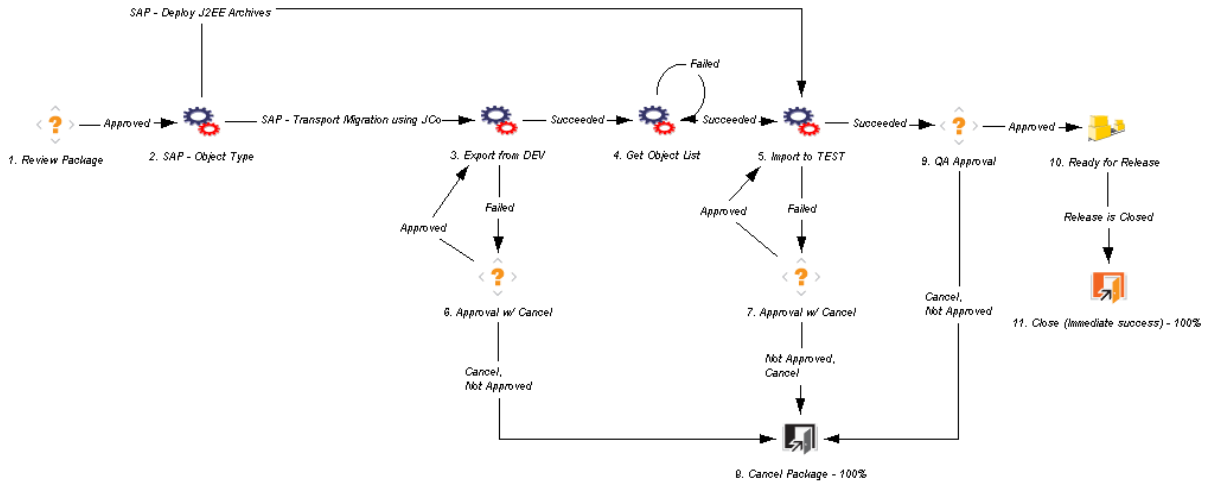 SAP - Deploy J2EE Archives
Failed
Approved
SAP - Transport Migration using JCo
Succeeded
Succeeded
Succeeded
Approved
1. Review Package
2. SAP - Object Type
3. Export from DEV
4. Get Object List
5. Import to TEST
9. QA Approval
10. Ready for Release
Approved
Failed
Approved
Failed
Release is Closed
6. Approval w/ Cancel
7. Approval w/ Cancel
Cancel,
Not Approved
11. Close (Immediate success) - 100%
Cancel,
Not Approved
Not Approved,
Cancel
8. Cancel Package - 100%